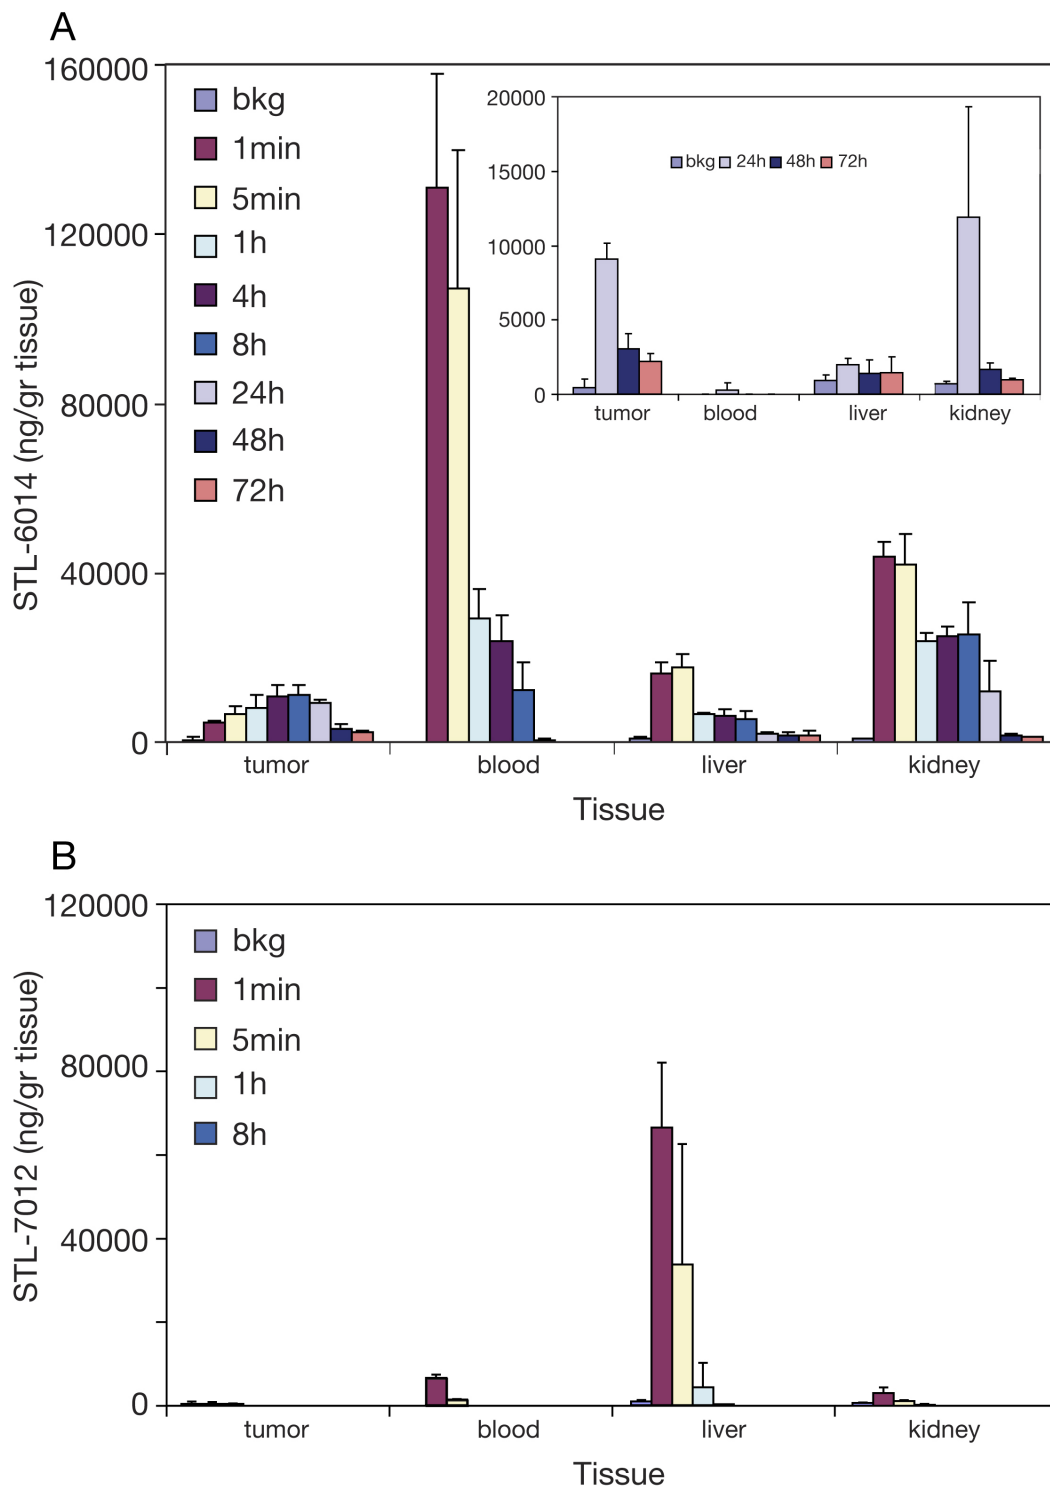 A
STL-6014 (ng/gr tissue)
160000
120000
80000
40000
0
bkg
1min
5min
1h
4h
8h
24h
48h
72h
20000
15000
10000
5000
0
bkg 24h 48h 72h
tumor blood liver kidney
tumor blood liver kidney
Tissue
B
STL-7012 (ng/gr tissue)
120000
80000
40000
0
bkg
1min
5min
1h
8h
tumor blood liver kidney
Tissue